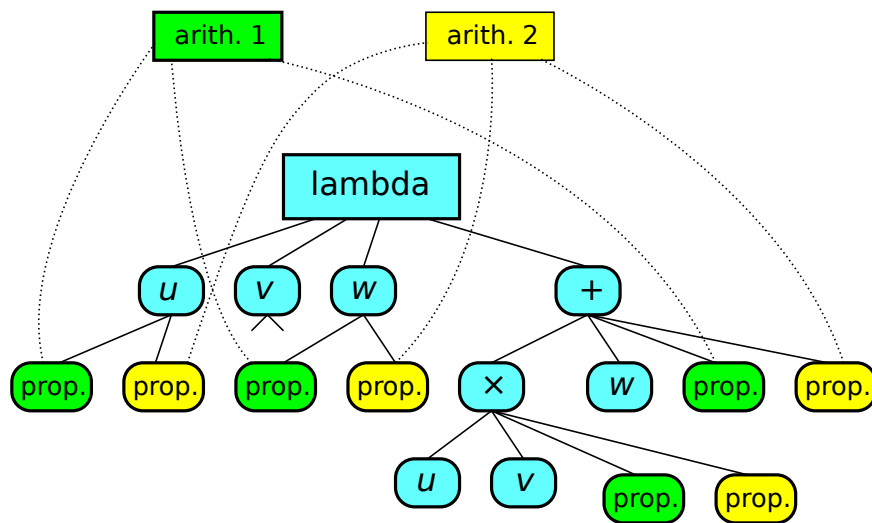 arith. 1 arith. 2
lambda
u v w +
prop. prop. prop. prop. × w prop. prop.
u v prop. prop.